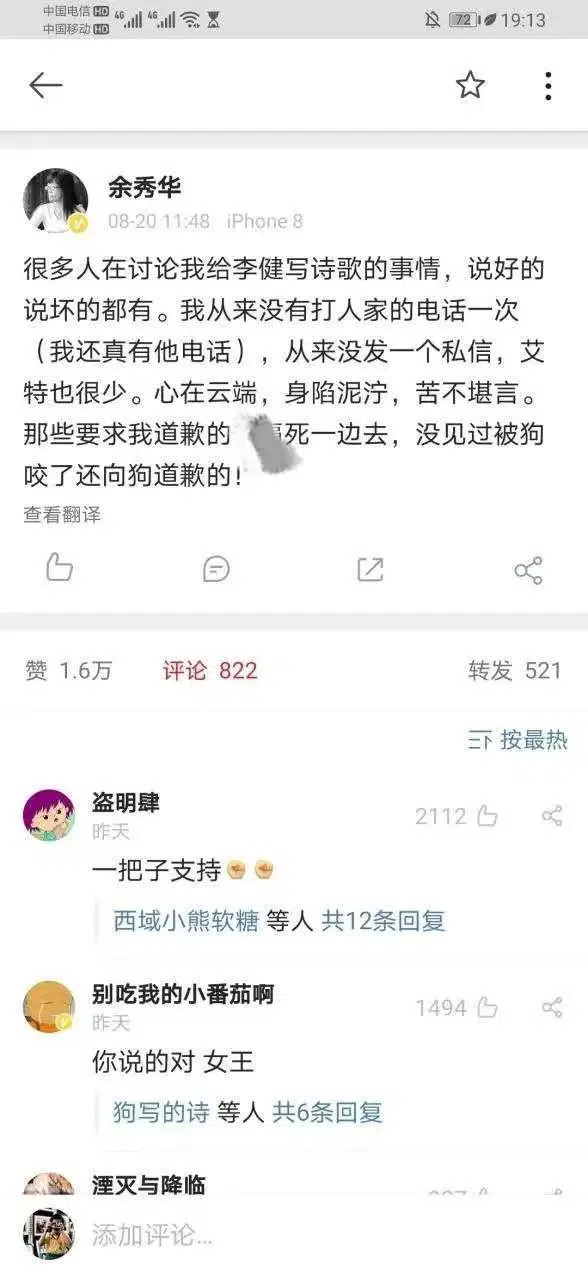 中国电信 HD 4G 4G 72 19:13
中国移动 HD
余秀华
08-20 11:48 iPhone 8
很多人在讨论我给李健写诗歌的事情，说好的
说坏的都有。我从来没有打人家的电话一次
（我还真有他电话），从来没发一个私信，艾
特也很少。心在云端，身陷泥泞，苦不堪言。
那些要求我道歉的 死一边去，没见过被狗
咬了还向狗道歉的！
查看翻译
赞 1.6万 评论 822 转发 521
按最热
盗明肆
昨天
2112
一把子支持✊✊
西域小熊软糖 等人 共12条回复
别吃我的小番茄啊
昨天
1494
你说的对 女王
狗写的诗 等人 共6条回复
湮灭与降临
添加评论...